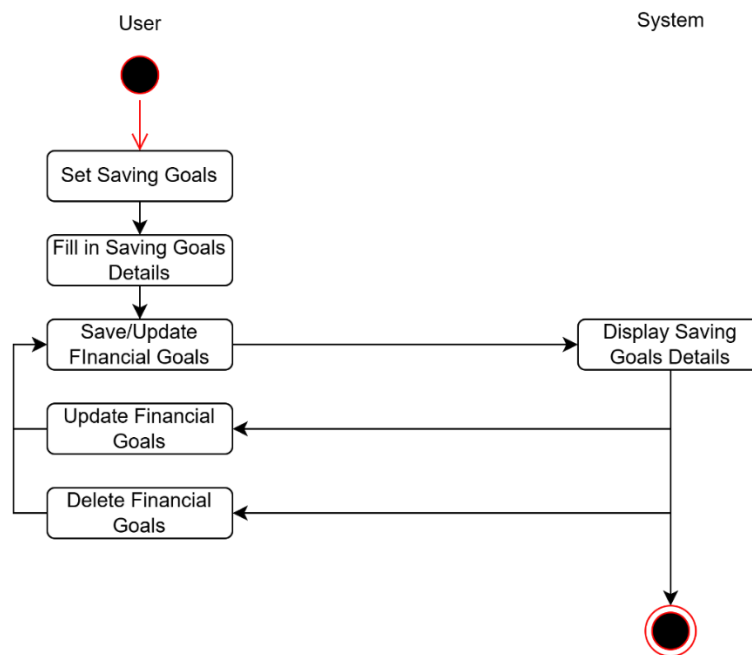 User
System
Set Saving Goals
Fill in Saving Goals
Details
Save/Update
FInancial Goals
Display Saving
Goals Details
Update Financial
Goals
Delete Financial
Goals